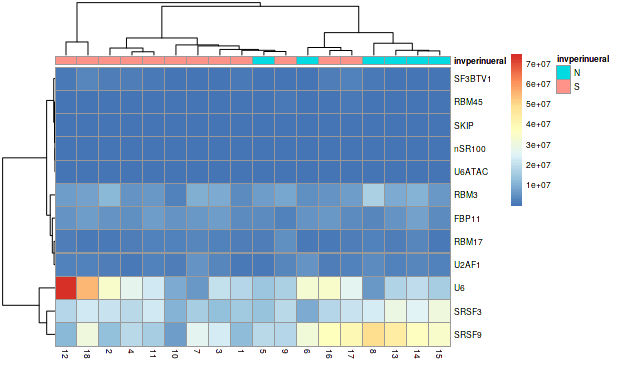 invperinueral
SF3BTV1
RBM45
SKIP
nSR100
U6ATAC
RBM3
FBP11
RBM17
U2AF1
U6
SRSF3
SRSF9
12 18 2 4 11 10 7 3 1 5 9 6 16 17 8 13 14 15
7e+07
6e+07
5e+07
4e+07
3e+07
2e+07
1e+07
invperinueral
N
S